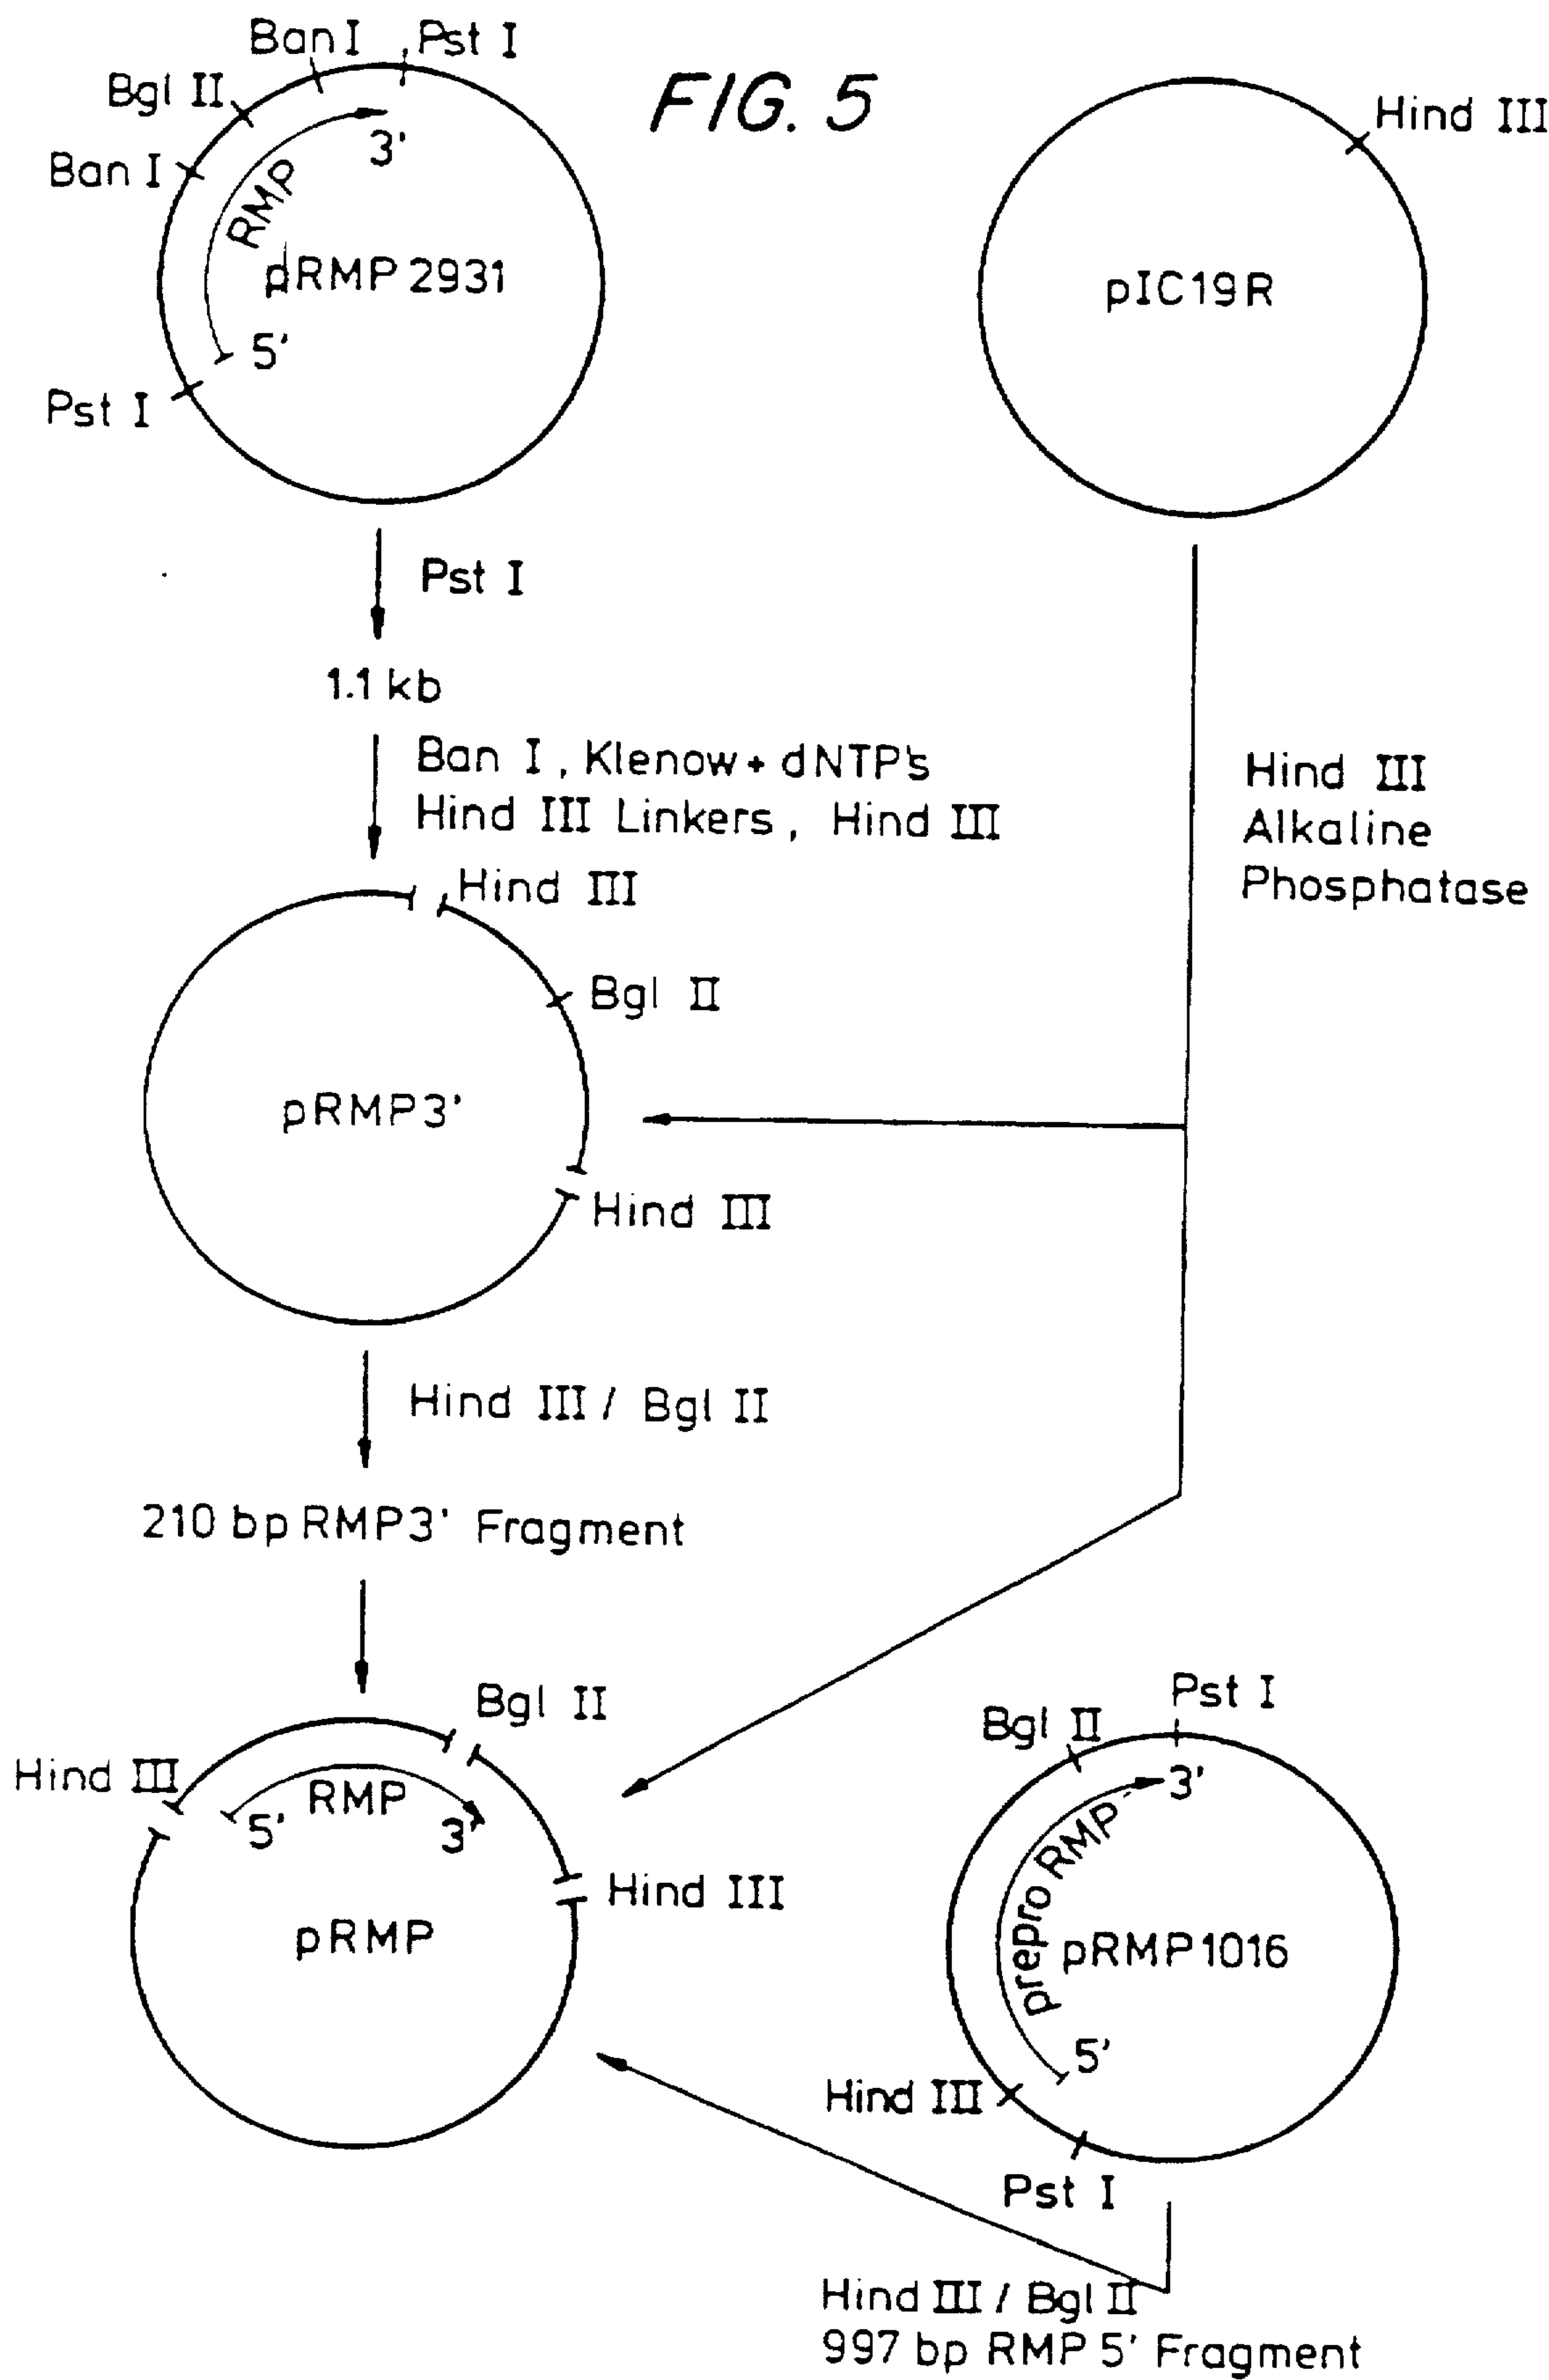 FIG. 5
Ban I
Pst I
Bgl II
Ban I
3'
RMP
pRMP2931
5'
Pst I
Hind III
pIC19R
Pst I
1.1 kb
Ban I, Klenow + dNTP's
Hind III Linkers, Hind III
Hind III
Alkaline
Phosphatase
Hind III
Bgl II
pRMP3'
Hind III
Hind III / Bgl II
210 bp RMP3' Fragment
Bgl II
Hind III
RMP
5'
3'
Hind III
pRMP
Pst I
Bgl II
3'
prepro RMP
pRMP1016
5'
Hind III
Pst I
Hind III / Bgl II
997 bp RMP 5' Fragment